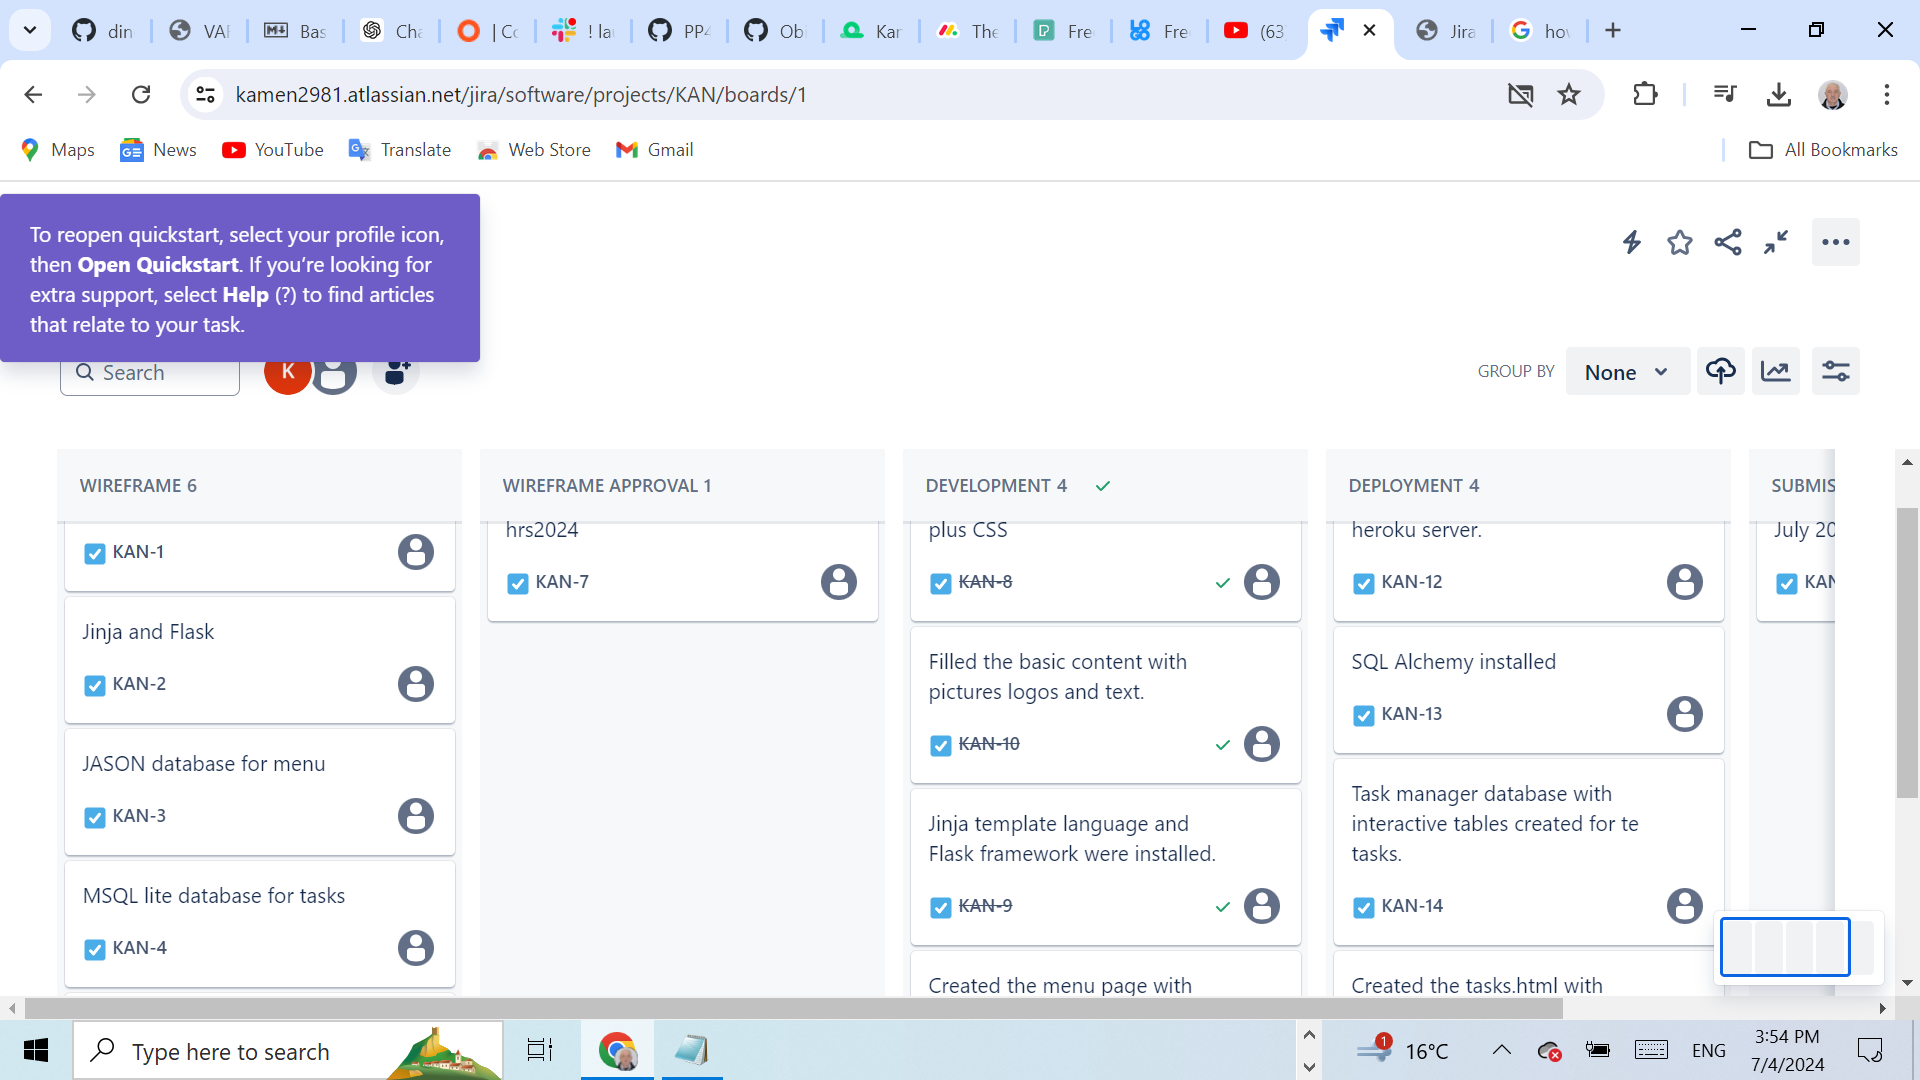 din
VAR
Bas
Cha
| Co
! la
PP4
Obi
Kan
The
Free
Free
(63
Jira
hov
kamen2981.atlassian.net/jira/software/projects/KAN/boards/1
Maps
News
YouTube
Translate
Web Store
Gmail
All Bookmarks
To reopen quickstart, select your profile icon,
then Open Quickstart. If you’re looking for
extra support, select Help (?) to find articles
that relate to your task.
Search
K
GROUP BY
None
WIREFRAME 6
KAN-1
Jinja and Flask
KAN-2
JASON database for menu
KAN-3
MSQL lite database for tasks
KAN-4
WIREFRAME APPROVAL 1
hrs2024
KAN-7
DEVELOPMENT 4
plus CSS
KAN-8
Filled the basic content with
pictures logos and text.
KAN-10
Jinja template language and
Flask framework were installed.
KAN-9
Created the menu page with
DEPLOYMENT 4
heroku server.
KAN-12
SQL Alchemy installed
KAN-13
Task manager database with
interactive tables created for te
tasks.
KAN-14
Created the tasks.html with
SUBMIS
July 20
KAN
Type here to search
1
16°C
ENG
3:54 PM
7/4/2024